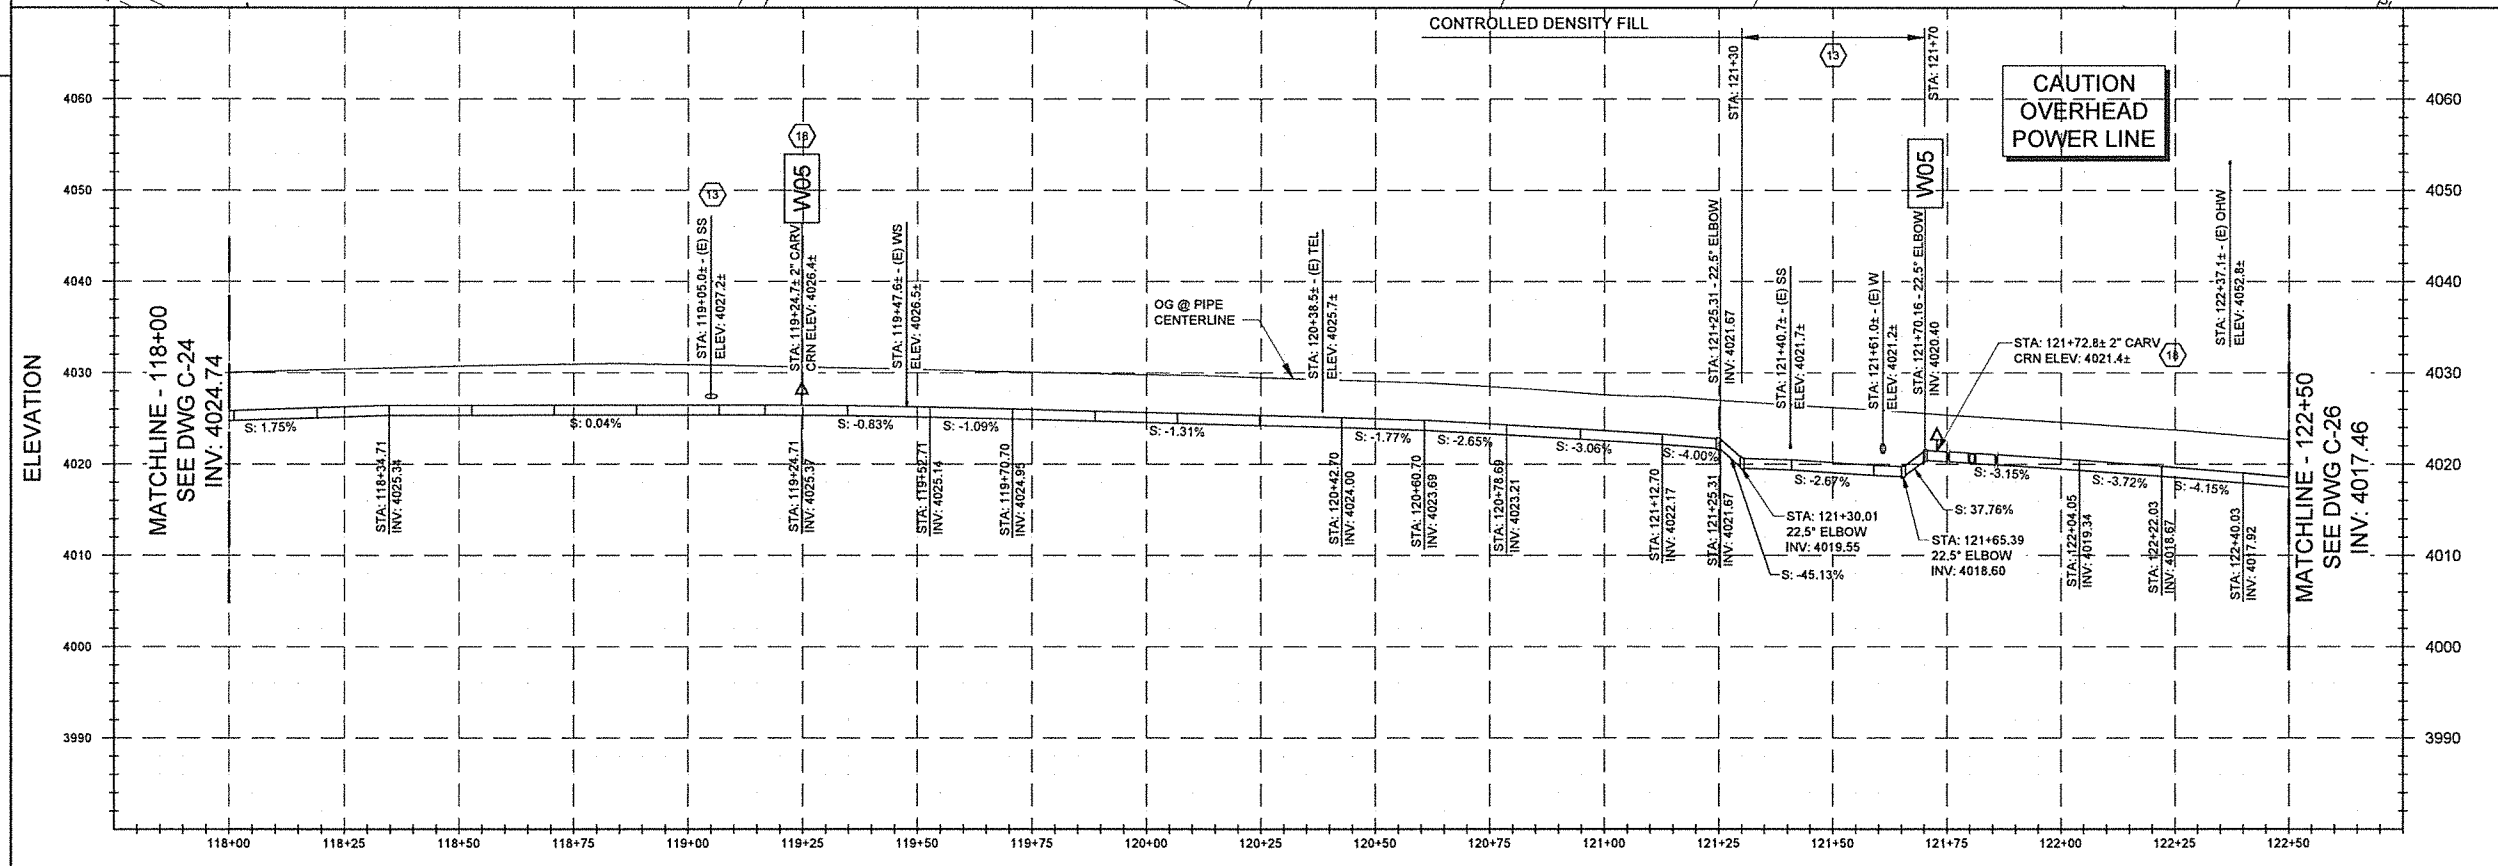 CONTROLLED DENSITY FILL
STA: 121+30
13
STA: 121+70
CAUTION
OVERHEAD
POWER LINE
4060
4050
4040
4030
4020
4010
4000
3990
4060
4050
4040
4030
4020
4010
4000
3990
ELEVATION
MATCHLINE - 118+00
SEE DWG C-24
INV: 4024.74
13
STA: 119+05.0± - (E) SS
ELEV: 4027.2±
18
W05
STA: 119+24.7± 2" CARV
CRN ELEV: 4026.4±
STA: 119+47.6± - (E) WS
ELEV: 4026.5±
OG @ PIPE
CENTERLINE
STA: 120+38.5± - (E) TEL
ELEV: 4025.7±
STA: 121+25.31 - 22.5° ELBOW
INV: 4021.67
STA: 121+40.7± - (E) SS
ELEV: 4021.7±
STA: 121+61.0± - (E) W
ELEV: 4021.2±
W05
STA: 121+70.16 - 22.5° ELBOW
INV: 4020.40
STA: 121+72.8± 2" CARV
CRN ELEV: 4021.4±
18
STA: 122+37.1± - (E) OHW
ELEV: 4052.8±
S: 1.75%
STA: 118+34.71
INV: 4025.34
S: 0.04%
STA: 119+24.71
INV: 4025.37
S: -0.83%
STA: 119+52.71
INV: 4025.14
S: -1.09%
STA: 119+70.70
INV: 4024.95
S: -1.31%
STA: 120+42.70
INV: 4024.00
S: -1.77%
STA: 120+60.70
INV: 4023.69
S: -2.65%
STA: 120+78.69
INV: 4023.21
S: -3.06%
STA: 121+12.70
INV: 4022.17
S: -4.00%
STA: 121+25.31
INV: 4021.67
S: -2.67%
STA: 121+30.01
22.5° ELBOW
INV: 4019.55
S: -45.13%
S: 37.76%
STA: 121+65.39
22.5° ELBOW
INV: 4018.60
S: -3.15%
STA: 122+04.05
INV: 4019.34
S: -3.72%
STA: 122+22.03
INV: 4018.67
S: -4.15%
STA: 122+40.03
INV: 4017.92
MATCHLINE - 122+50
SEE DWG C-26
INV: 4017.46
118+00
118+25
118+50
118+75
119+00
119+25
119+50
119+75
120+00
120+25
120+50
120+75
121+00
121+25
121+50
121+75
122+00
122+25
122+50